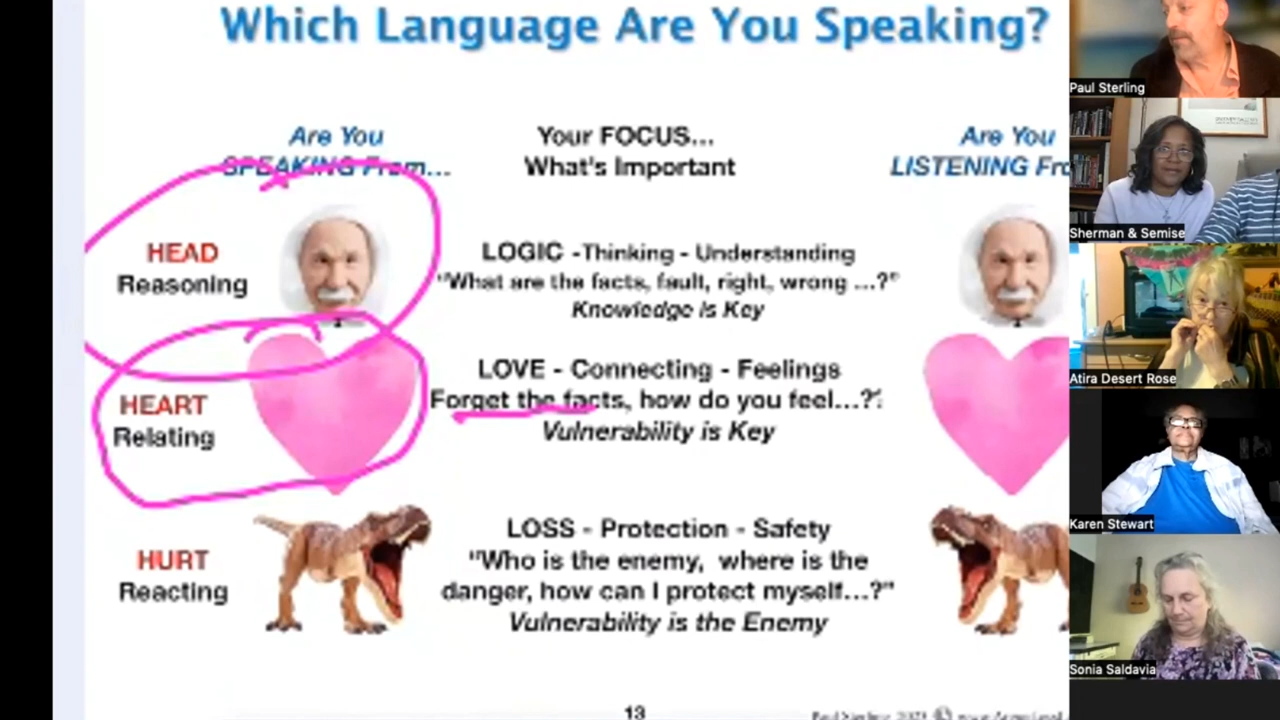 Which Language Are You Speaking?
Are You
SPEAKING From...
Your FOCUS...
What's Important
Are You
LISTENING Fro
HEAD
Reasoning
LOGIC -Thinking - Understanding
"What are the facts, fault, right, wrong ...?"
Knowledge is Key
HEART
Relating
LOVE - Connecting - Feelings
Forget the facts, how do you feel...?'
Vulnerability is Key
HURT
Reacting
LOSS - Protection - Safety
"Who is the enemy, where is the
danger, how can I protect myself...?"
Vulnerability is the Enemy
13
Paul Sterling
Sherman & Semise
Atira Desert Rose
Karen Stewart
Sonia Saldavia